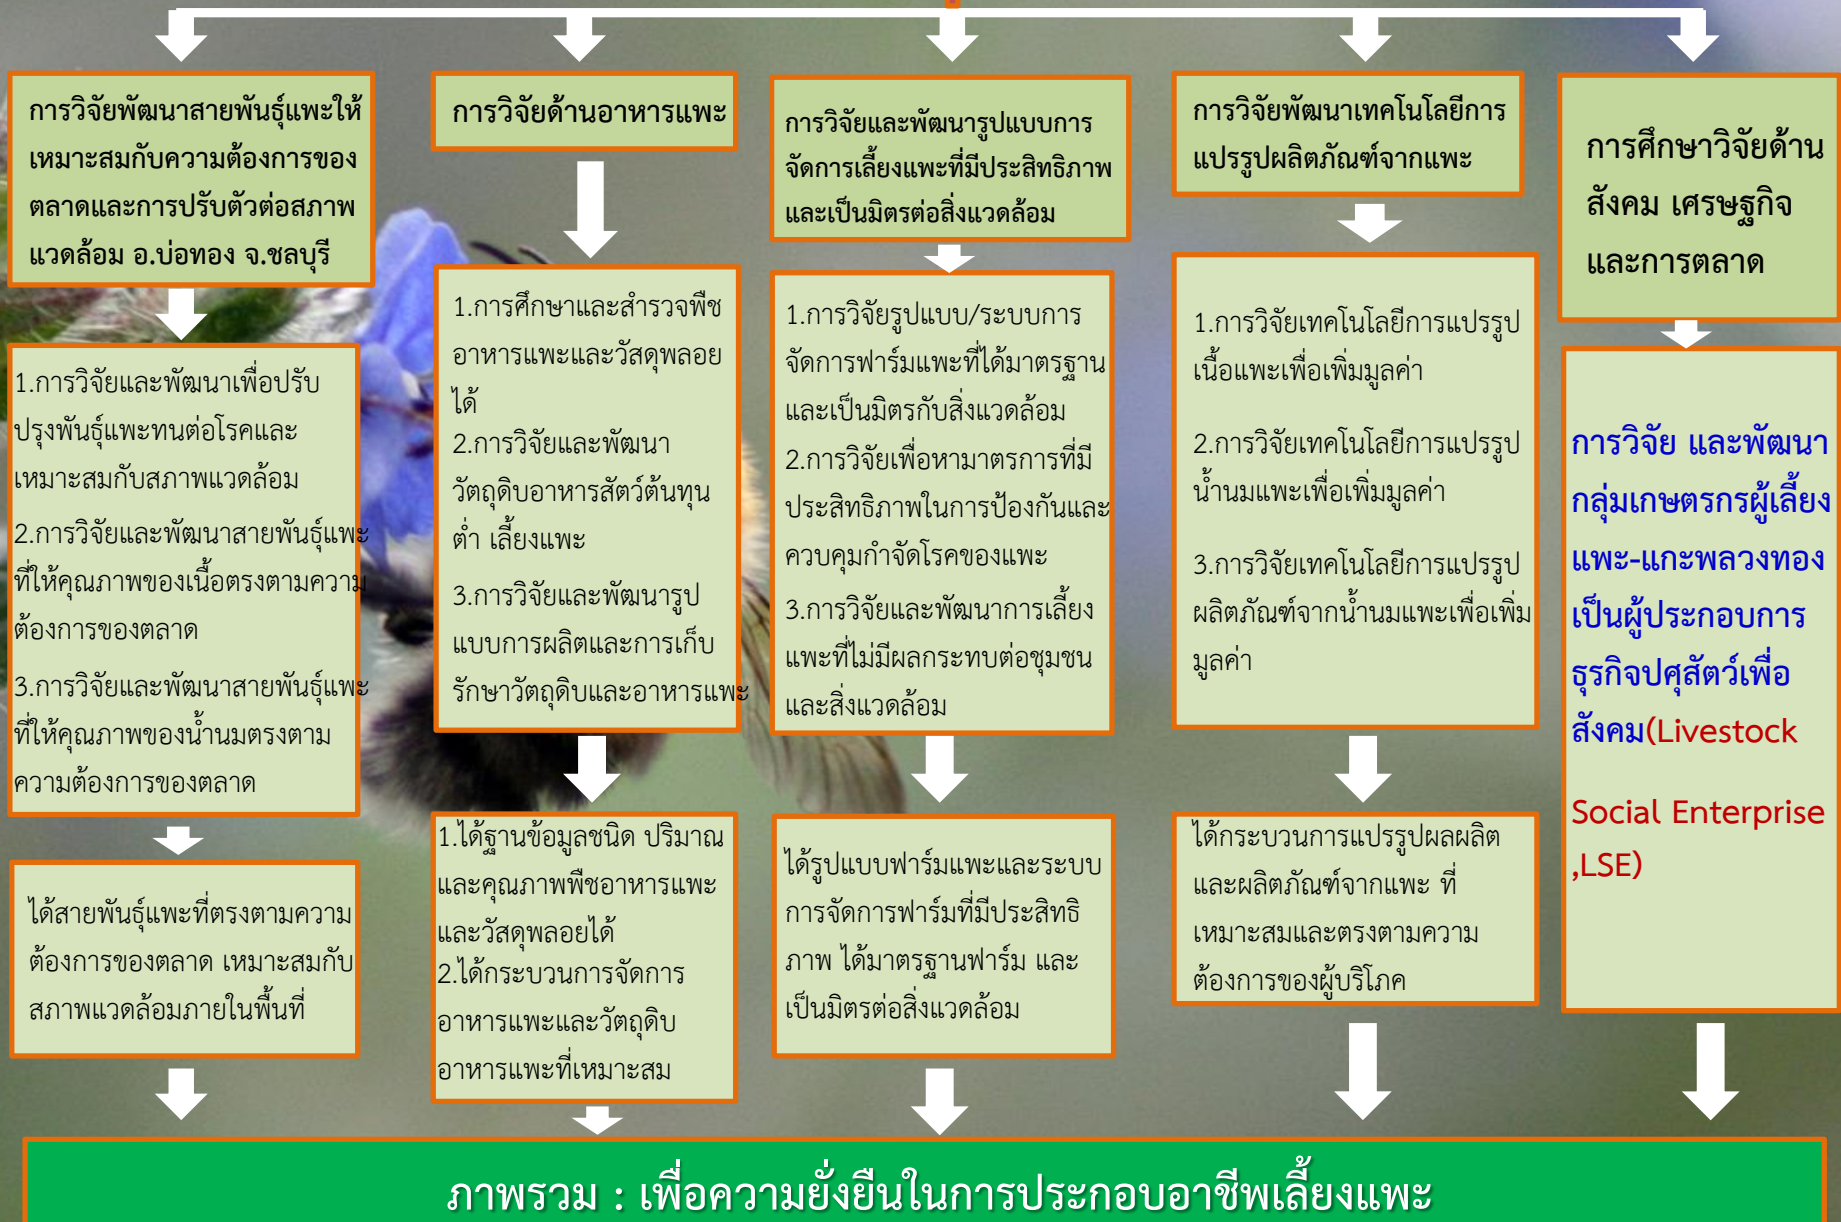 การวิจัยพัฒนาสายพันธุ์แพะให้
เหมาะสมกับความต้องการของ
ตลาดและการปรับตัวต่อสภาพ
แวดล้อม อ.บ่อทอง จ.ชลบุรี
1.การวิจัยและพัฒนาเพื่อปรับ
ปรุงพันธุ์แพะทนต่อโรคและ
เหมาะสมกับสภาพแวดล้อม
2.การวิจัยและพัฒนาสายพันธุ์แพะ
ที่ให้คุณภาพของเนื้อตรงตามความ
ต้องการของตลาด
3.การวิจัยและพัฒนาสายพันธุ์แพะ
ที่ให้คุณภาพของน้ำนมตรงตาม
ความต้องการของตลาด
ได้สายพันธุ์แพะที่ตรงตามความ
ต้องการของตลาด เหมาะสมกับ
สภาพแวดล้อมภายในพื้นที่
การวิจัยด้านอาหารแพะ
1.การศึกษาและสำรวจพืช
อาหารแพะและวัสดุพลอย
ได้
2.การวิจัยและพัฒนา
วัตถุดิบอาหารสัตว์ต้นทุน
ต่ำ เลี้ยงแพะ
3.การวิจัยและพัฒนารูป
แบบการผลิตและการเก็บ
รักษาวัตถุดิบและอาหารแพะ
1.ได้ฐานข้อมูลชนิด ปริมาณ
และคุณภาพพืชอาหารแพะ
และวัสดุพลอยได้
2.ได้กระบวนการจัดการ
อาหารแพะและวัตถุดิบ
อาหารแพะที่เหมาะสม
การวิจัยและพัฒนารูปแบบการ
จัดการเลี้ยงแพะที่มีประสิทธิภาพ
และเป็นมิตรต่อสิ่งแวดล้อม
1.การวิจัยรูปแบบ/ระบบการ
จัดการฟาร์มแพะที่ได้มาตรฐาน
และเป็นมิตรกับสิ่งแวดล้อม
2.การวิจัยเพื่อหามาตรการที่มี
ประสิทธิภาพในการป้องกันและ
ควบคุมกำจัดโรคของแพะ
3.การวิจัยและพัฒนาการเลี้ยง
แพะที่ไม่มีผลกระทบต่อชุมชน
และสิ่งแวดล้อม
ได้รูปแบบฟาร์มแพะและระบบ
การจัดการฟาร์มที่มีประสิทธิ
ภาพ ได้มาตรฐานฟาร์ม และ
เป็นมิตรต่อสิ่งแวดล้อม
การวิจัยพัฒนาเทคโนโลยีการ
แปรรูปผลิตภัณฑ์จากแพะ
1.การวิจัยเทคโนโลยีการแปรรูป
เนื้อแพะเพื่อเพิ่มมูลค่า
2.การวิจัยเทคโนโลยีการแปรรูป
น้ำนมแพะเพื่อเพิ่มมูลค่า
3.การวิจัยเทคโนโลยีการแปรรูป
ผลิตภัณฑ์จากน้ำนมแพะเพื่อเพิ่ม
มูลค่า
ได้กระบวนการแปรรูปผลผลิต
และผลิตภัณฑ์จากแพะ ที่
เหมาะสมและตรงตามความ
ต้องการของผู้บริโภค
การศึกษาวิจัยด้าน
สังคม เศรษฐกิจ
และการตลาด
การวิจัย และพัฒนา
กลุ่มเกษตรกรผู้เลี้ยง
แพะ-แกะพลวงทอง
เป็นผู้ประกอบการ
ธุรกิจปศุสัตว์เพื่อ
สังคม(Livestock
Social Enterprise
,LSE)
ภาพรวม : เพื่อความยั่งยืนในการประกอบอาชีพเลี้ยงแพะ